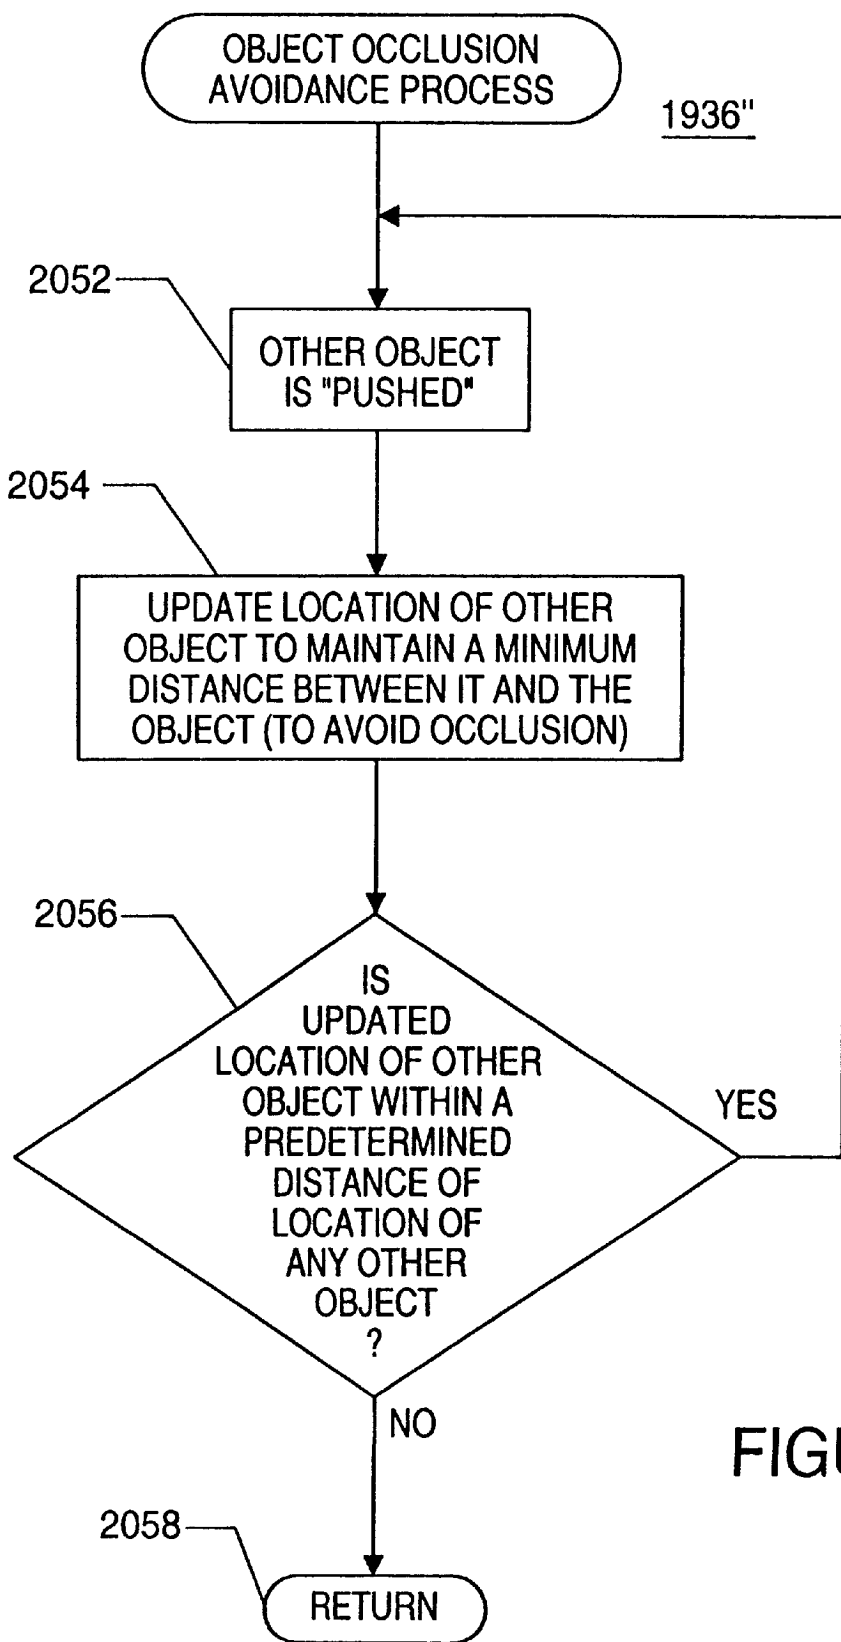 OBJECT OCCLUSION
AVOIDANCE PROCESS
1936"
2052
OTHER OBJECT
IS "PUSHED"
2054
UPDATE LOCATION OF OTHER
OBJECT TO MAINTAIN A MINIMUM
DISTANCE BETWEEN IT AND THE
OBJECT (TO AVOID OCCLUSION)
2056
IS
UPDATED
LOCATION OF OTHER
OBJECT WITHIN A
PREDETERMINED
DISTANCE OF
LOCATION OF
ANY OTHER
OBJECT
?
YES
NO
FIGU
2058
RETURN